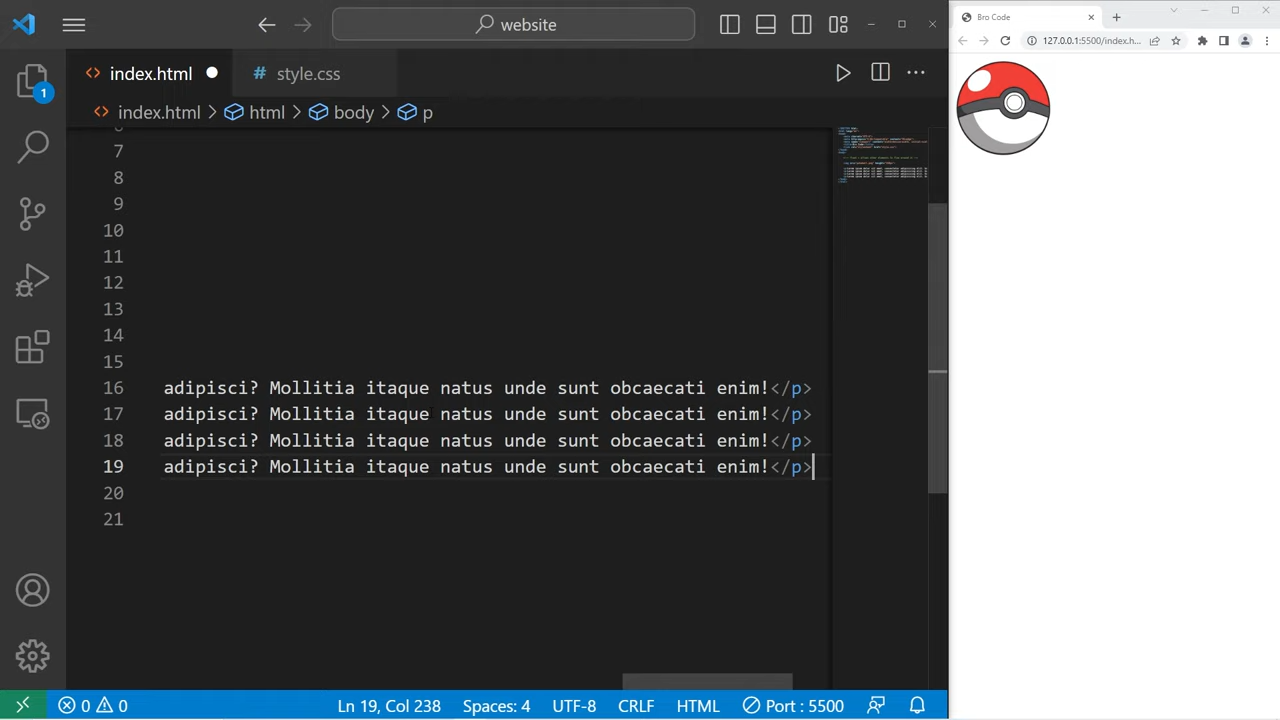 website
Bro Code
127.0.0.1:5500/index.h...
index.html
# style.css
index.html > html > body > p
1
7
8
9
10
11
12
13
14
15
16 adipisci? Mollitia itaque natus unde sunt obcaecati enim!</p>
17 adipisci? Mollitia itaque natus unde sunt obcaecati enim!</p>
18 adipisci? Mollitia itaque natus unde sunt obcaecati enim!</p>
19 adipisci? Mollitia itaque natus unde sunt obcaecati enim!</p>
20
21
0 0 Ln 19, Col 238 Spaces: 4 UTF-8 CRLF HTML Port : 5500